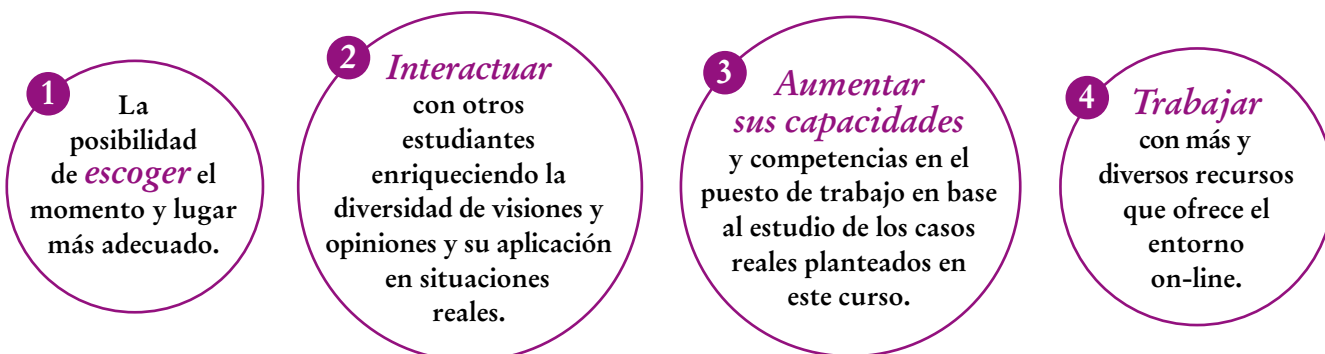 1
La
posibilidad
de escoger el
momento y lugar
más adecuado.
2
Interactuar
con otros
estudiantes
enriqueciendo la
diversidad de visiones y
opiniones y su aplicación
en situaciones
reales.
3
Aumentar
sus capacidades
y competencias en el
puesto de trabajo en base
al estudio de los casos
reales planteados en
este curso.
4
Trabajar
con más y
diversos recursos
que ofrece el
entorno
on-line.